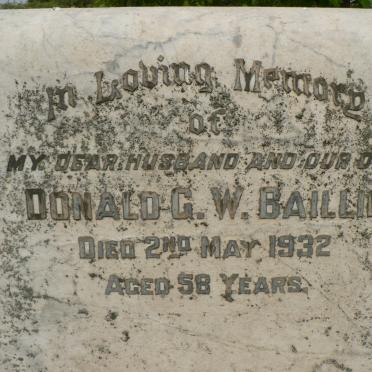 In Loving Memory
of
MY DEAR HUSBAND AND OUR D
DONALD G. W. BAILLI
DIED 2ND MAY 1932
AGED 58 YEARS.